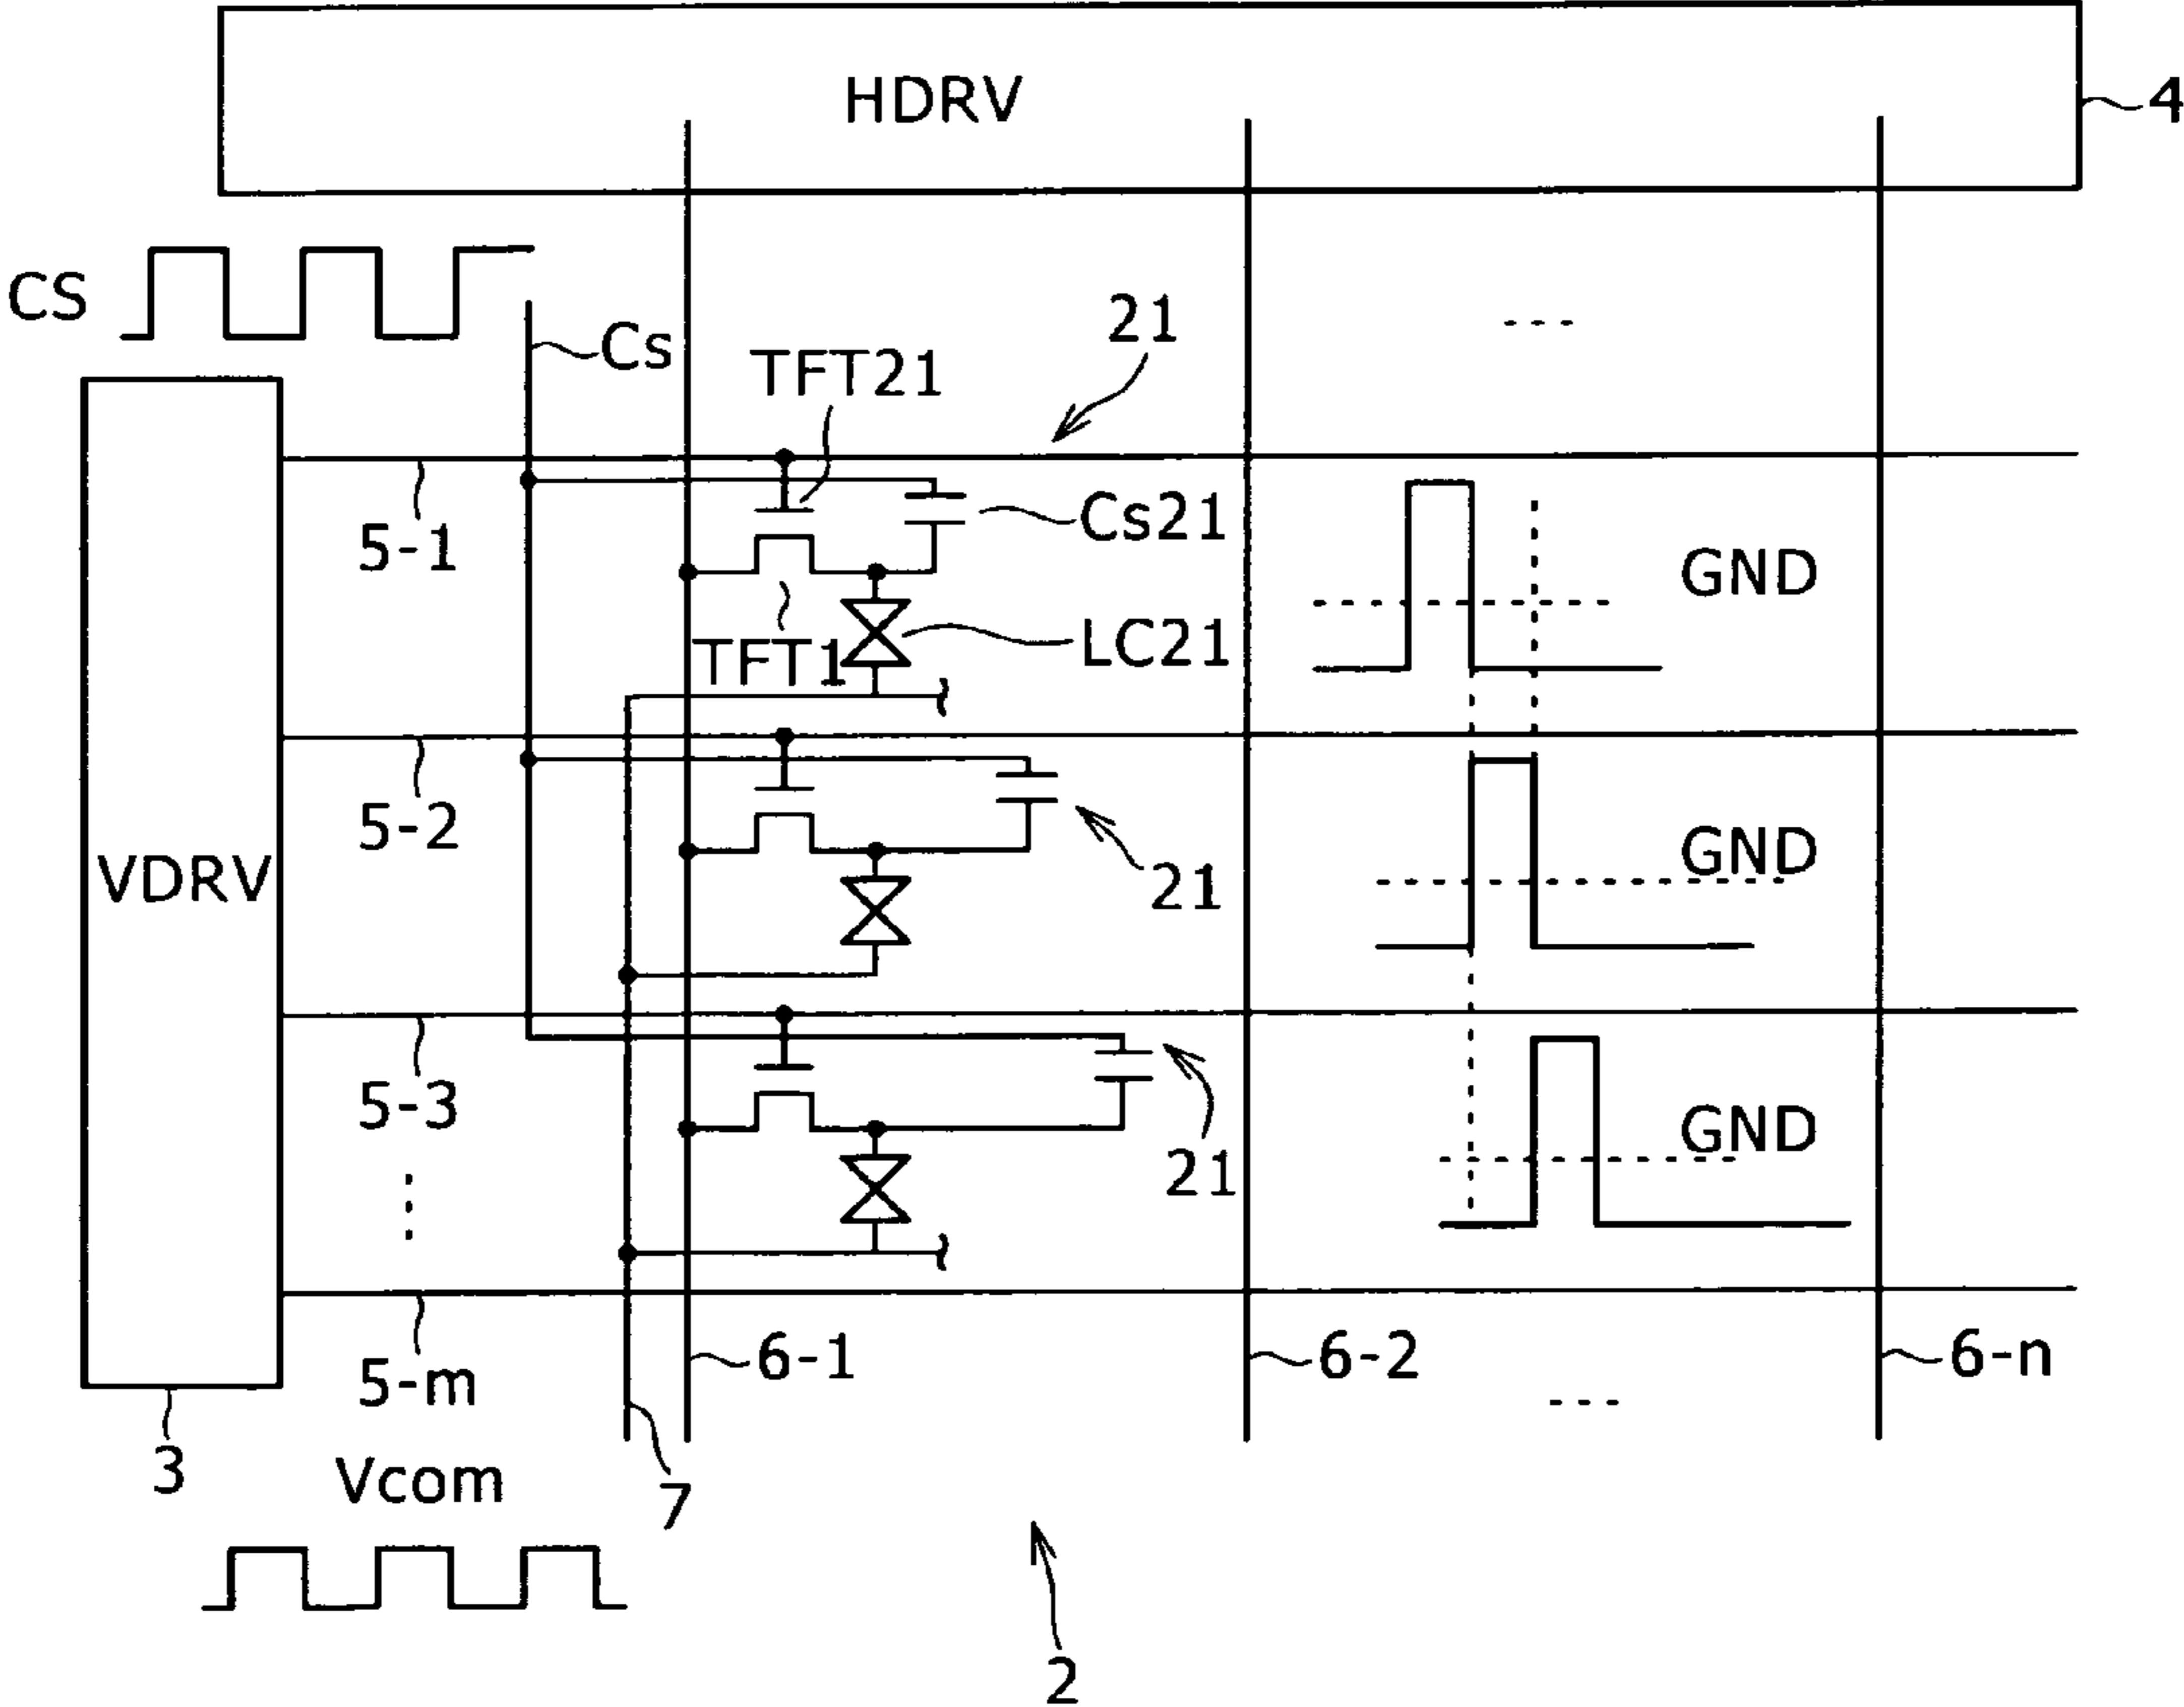 HDRV
4
CS
Cs
TFT21
21
5-1
Cs21
GND
TFT1
LC21
5-2
VDRV
21
GND
5-3
21
GND
5-m
6-1
6-2
6-n
3
Vcom
7
2